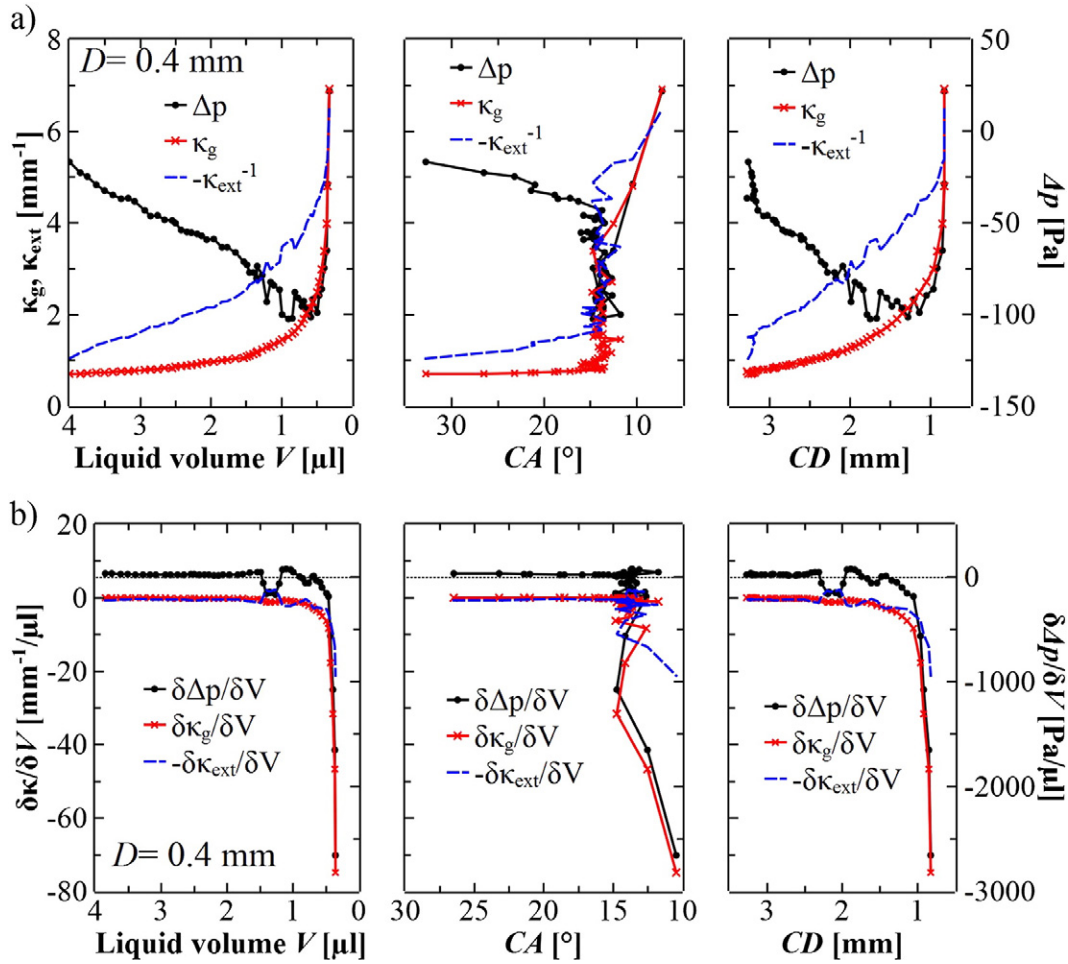 a)
κg, κext [mm-1]
8
6
4
2
0
D= 0.4 mm
Δp
κg
-κext-1
4 3 2 1 0
Liquid volume V [µl]
Δp
κg
-κext-1
30 20 10
CA [°]
Δp
κg
-κext-1
3 2 1
CD [mm]
50
0
-50
-100
-150
Δp [Pa]
b)
δκ/δV [mm-1/µl]
20
0
-20
-40
-60
-80
δΔp/δV
δκg/δV
-δκext/δV
D= 0.4 mm
4 3 2 1 0
Liquid volume V [µl]
δΔp/δV
δκg/δV
-δκext/δV
30 25 20 15 10
CA [°]
δΔp/δV
δκg/δV
-δκext/δV
3 2 1
CD [mm]
0
-1000
-2000
-3000
δΔp/δV [Pa/µl]